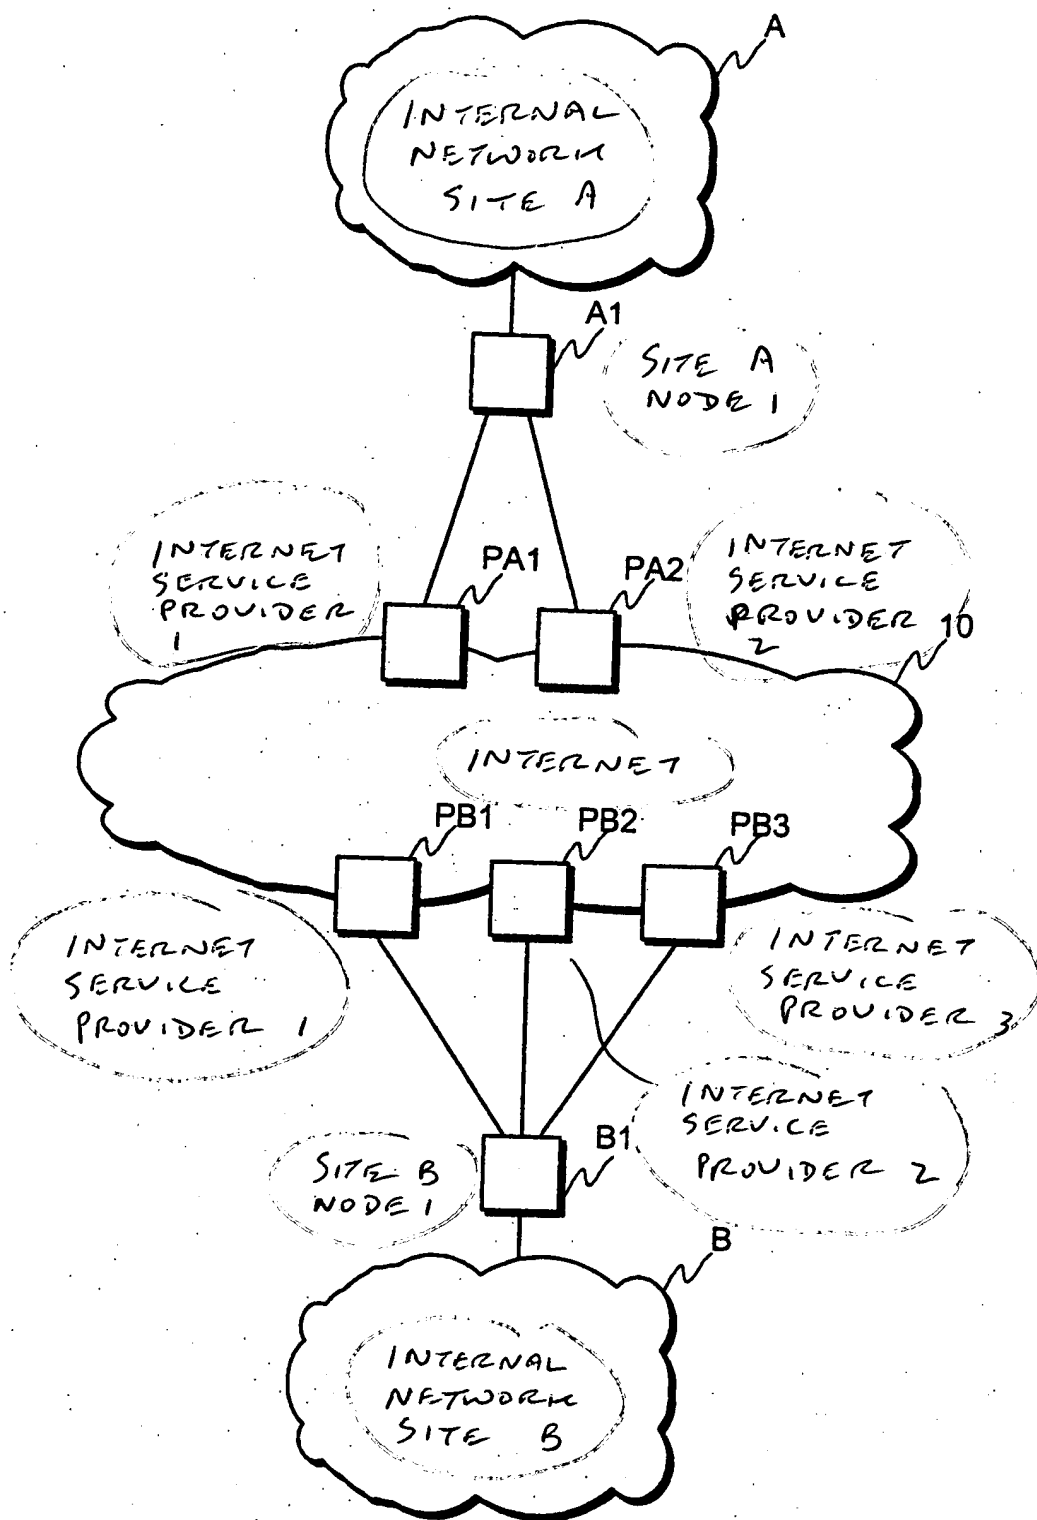 A
INTERNAL
NETWORK
SITE A
A1
SITE A
NODE 1
INTERNET
SERVICE
PROVIDER
1
PA1
PA2
INTERNET
SERVICE
PROVIDER
2
10
INTERNET
PB1
PB2
PB3
INTERNET
SERVICE
PROVIDER 1
INTERNET
SERVICE
PROVIDER 3
INTERNET
SERVICE
PROVIDER 2
B1
SITE B
NODE 1
B
INTERNAL
NETWORK
SITE B